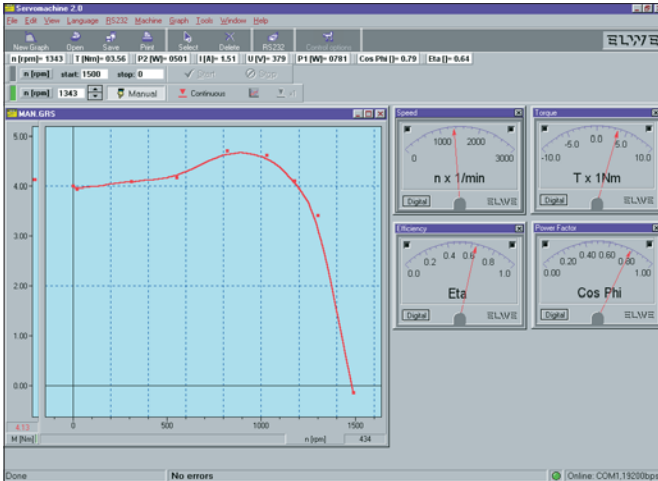 Servomachine 2.0
File Edit View Language RS232 Machine Graph Tools Window Help
New Graph Open Save Print Select Delete RS232 Control options
ELWE
n [rpm]= 1343 T [Nm]= 03.56 P2 [W]= 0501 I [A]= 1.51 U [V]= 379 P1 [W]= 0781 Cos Phi []= 0.79 Eta []= 0.64
n [rpm] start: 1500 stop: 0 Start Stop
n [rpm] 1343 Manual Continuous
MAN.GRS
5.00
4.00
2.00
0.00
0 500 1000 1500
4.13
M [Nm] n [rpm] 434
Speed
0 1000 2000 3000
n x 1/min
Digital ELWE
Torque
-10.0 -5.0 0.0 5.0 10.0
T x 1Nm
Digital ELWE
Efficiency
0.0 0.2 0.4 0.6 0.8 1.0
Eta
Digital ELWE
Power Factor
0.00 0.20 0.40 0.60 0.80 1.00
Cos Phi
Digital ELWE
Done No errors Online: COM1,19200bps